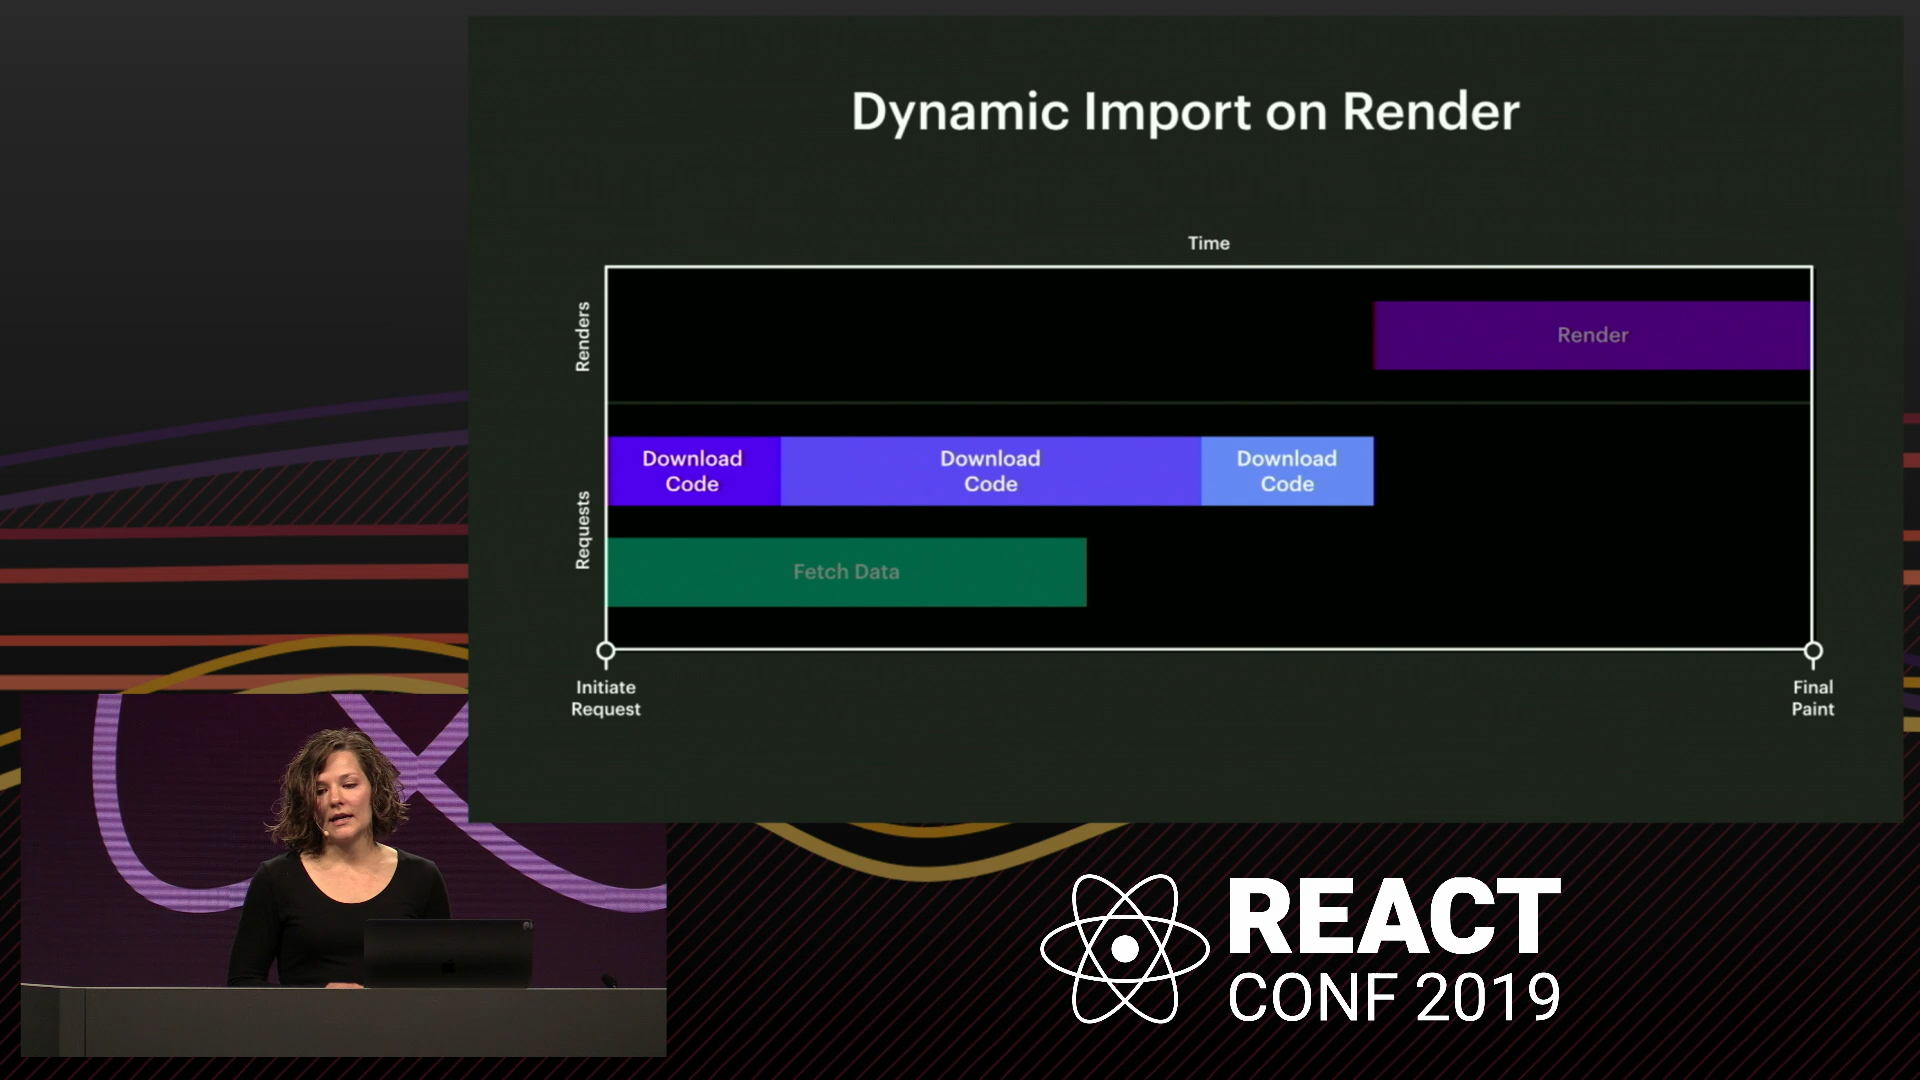 Dynamic Import on Render
Time
Renders
Render
Requests
Download
Code
Download
Code
Download
Code
Fetch Data
Initiate
Request
Final
Paint
REACT
CONF 2019